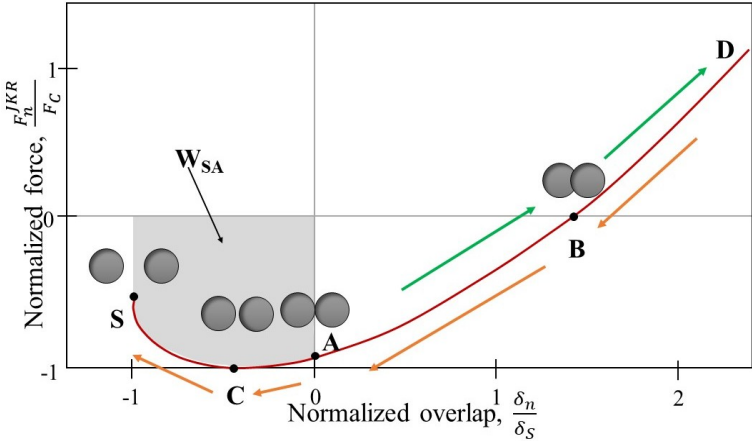 Normalized force, F_n^{JKR}/F_C
1
0
-1
D
W_SA
B
S
A
C
-1
0
1
2
Normalized overlap, δ_n/δ_S